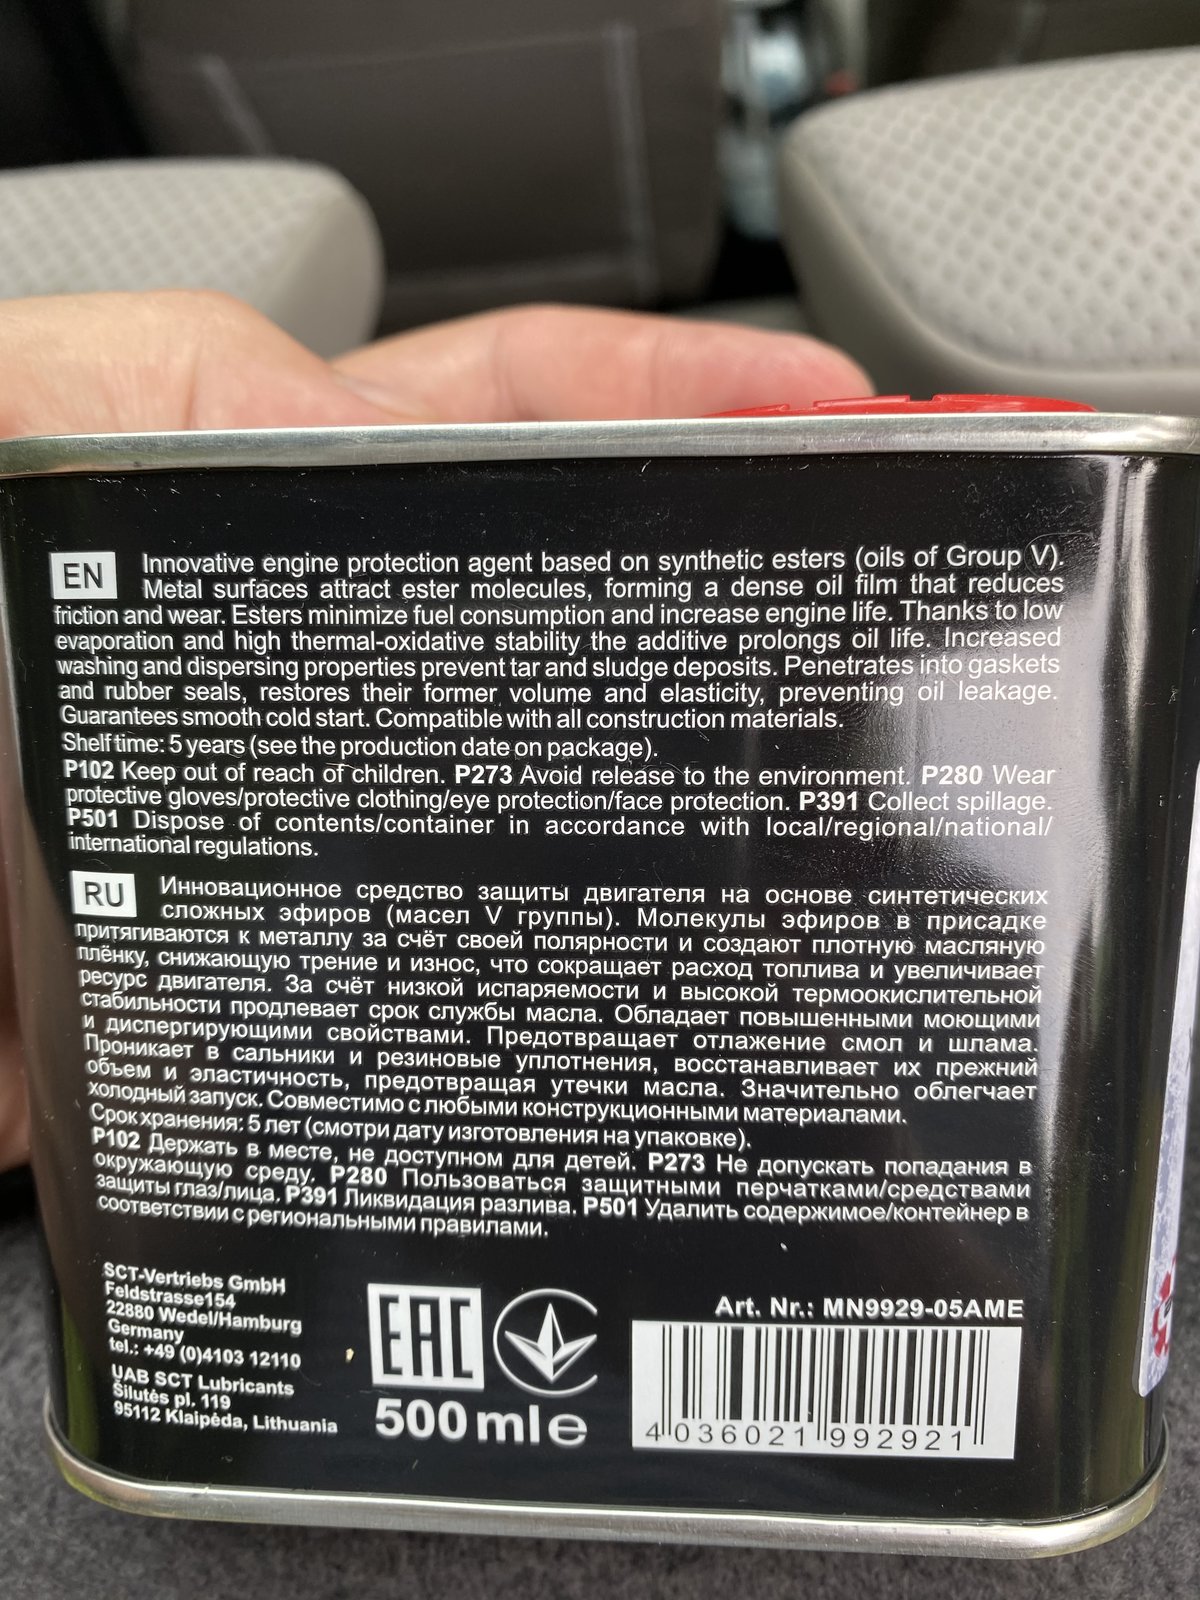 EN
Innovative engine protection agent based on synthetic esters (oils of Group V).
Metal surfaces attract ester molecules, forming a dense oil film that reduces
friction and wear. Esters minimize fuel consumption and increase engine life. Thanks to low
evaporation and high thermal-oxidative stability the additive prolongs oil life. Increased
washing and dispersing properties prevent tar and sludge deposits. Penetrates into gaskets
and rubber seals, restores their former volume and elasticity, preventing oil leakage.
Guarantees smooth cold start. Compatible with all construction materials.
Shelf time: 5 years (see the production date on package).
P102 Keep out of reach of children. P273 Avoid release to the environment. P280 Wear
protective gloves/protective clothing/eye protection/face protection. P391 Collect spillage.
P501 Dispose of contents/container in accordance with local/regional/national/
international regulations.
RU
Инновационное средство защиты двигателя на основе синтетических
сложных эфиров (масел V группы). Молекулы эфиров в присадке
притягиваются к металлу за счёт своей полярности и создают плотную масляную
плёнку, снижающую трение и износ, что сокращает расход топлива и увеличивает
ресурс двигателя. За счёт низкой испаряемости и высокой термоокислительной
стабильности продлевает срок службы масла. Обладает повышенными моющими
и диспергирующими свойствами. Предотвращает отлажение смол и шлама.
Проникает в сальники и резиновые уплотнения, восстанавливает их прежний
объем и эластичность, предотвращая утечки масла. Значительно облегчает
холодный запуск. Совместимо с любыми конструкционными материалами.
Срок хранения: 5 лет (смотри дату изготовления на упаковке).
P102 Держать в месте, не доступном для детей. P273 Не допускать попадания в
окружающую среду. P280 Пользоваться защитными перчатками/средствами
защиты глаз/лица. P391 Ликвидация разлива. P501 Удалить содержимое/контейнер в
соответствии с региональными правилами.
SCT-Vertriebs GmbH
Feldstrasse154
22880 Wedel/Hamburg
Germany
tel.: +49 (0)4103 12110
UAB SCT Lubricants
Šilutės pl. 119
95112 Klaipėda, Lithuania
EAC
500 ml e
Art. Nr.: MN9929-05AME
4 036021 992921